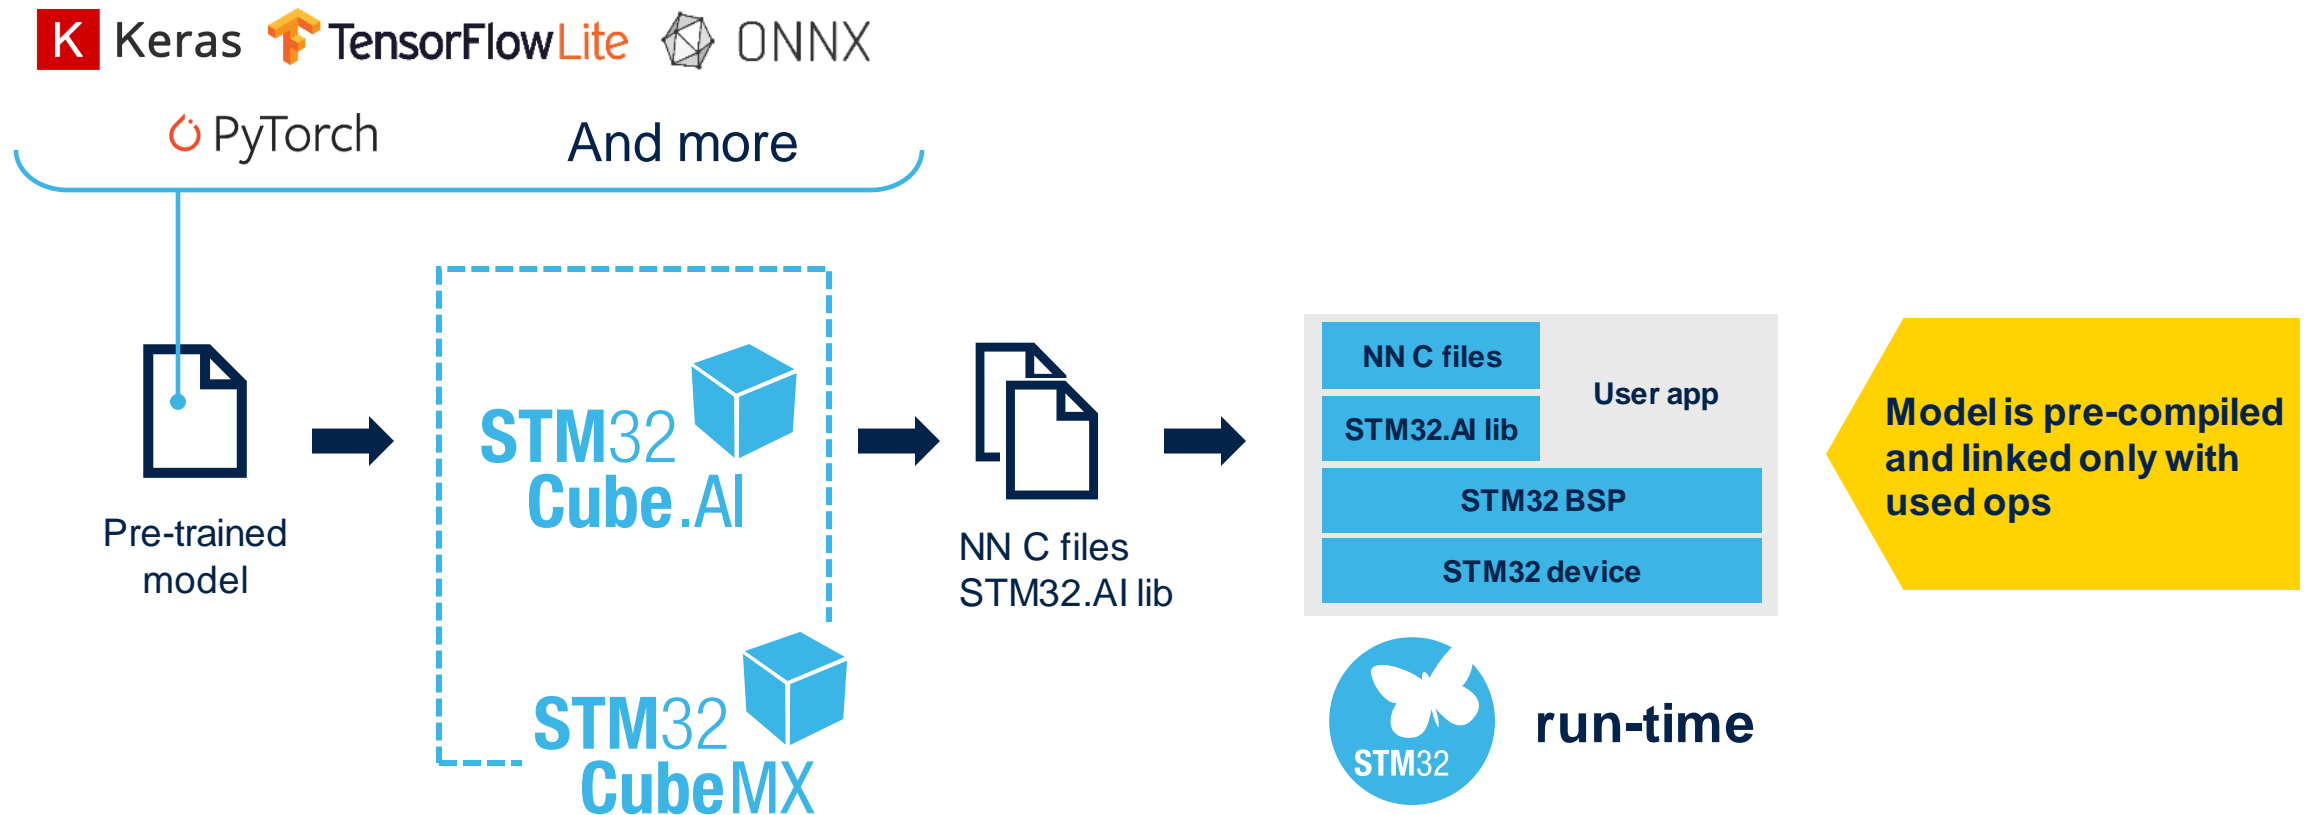 K Keras TensorFlowLite ONNX
PyTorch And more
Pre-trained
model
STM32
Cube.AI
STM32
CubeMX
NN C files
STM32.AI lib
NN C files
User app
STM32.AI lib
STM32 BSP
STM32 device
STM32
run-time
Model is pre-compiled
and linked only with
used ops